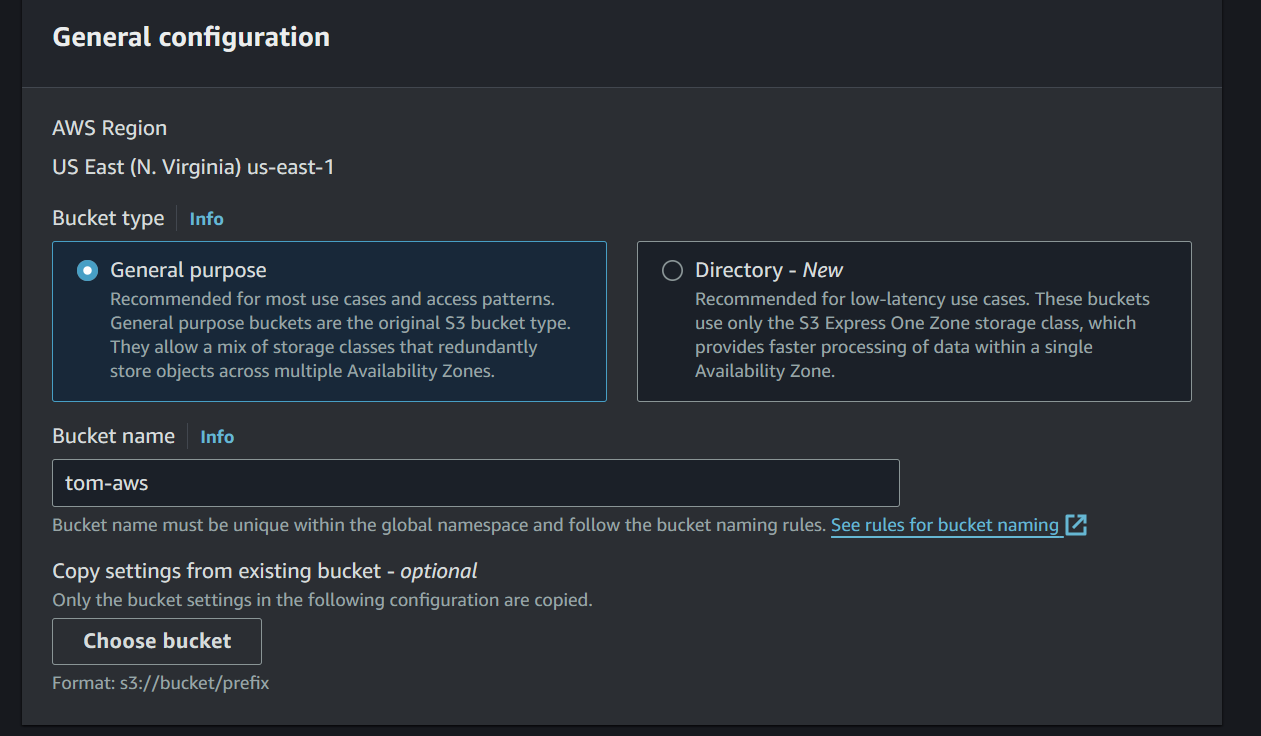 General configuration
AWS Region
US East (N. Virginia) us-east-1
Bucket type
Info
General purpose
Recommended for most use cases and access patterns.
General purpose buckets are the original S3 bucket type.
They allow a mix of storage classes that redundantly
store objects across multiple Availability Zones.
Directory - New
Recommended for low-latency use cases. These buckets
use only the S3 Express One Zone storage class, which
provides faster processing of data within a single
Availability Zone.
Bucket name
Info
tom-aws
Bucket name must be unique within the global namespace and follow the bucket naming rules. See rules for bucket naming
Copy settings from existing bucket - optional
Only the bucket settings in the following configuration are copied.
Choose bucket
Format: s3://bucket/prefix